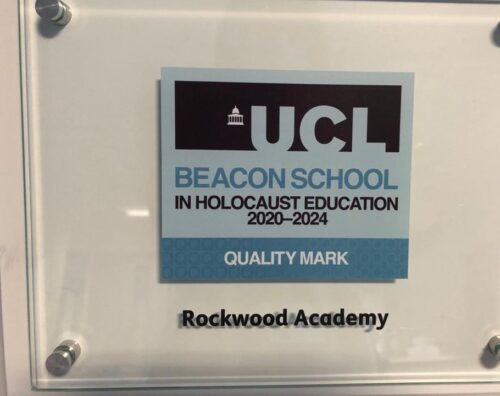 UCL
BEACON SCHOOL
IN HOLOCAUST EDUCATION
2020–2024
QUALITY MARK
Rockwood Academy